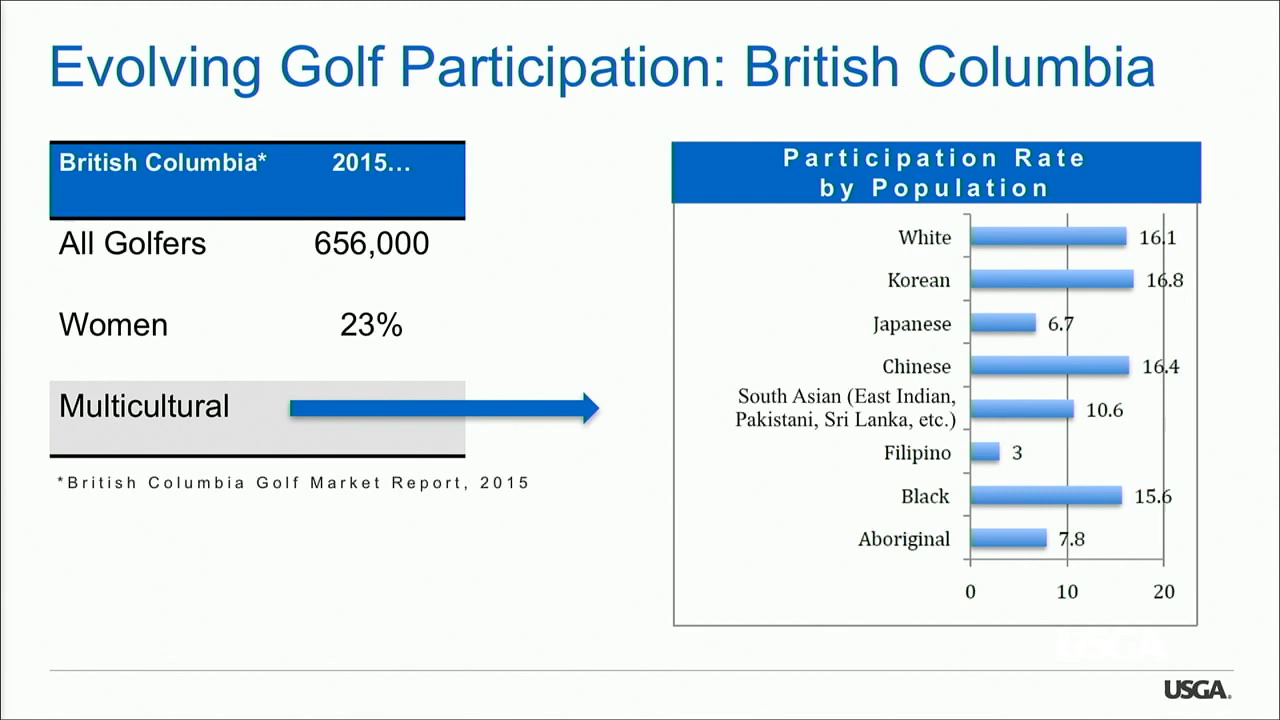 Evolving Golf Participation: British Columbia
British Columbia* 2015…
All Golfers 656,000
Women 23%
Multicultural
*British Columbia Golf Market Report, 2015
Participation Rate
by Population
White 16.1
Korean 16.8
Japanese 6.7
Chinese 16.4
South Asian (East Indian,
Pakistani, Sri Lanka, etc.) 10.6
Filipino 3
Black 15.6
Aboriginal 7.8
0 10 20
USGA
USGA.